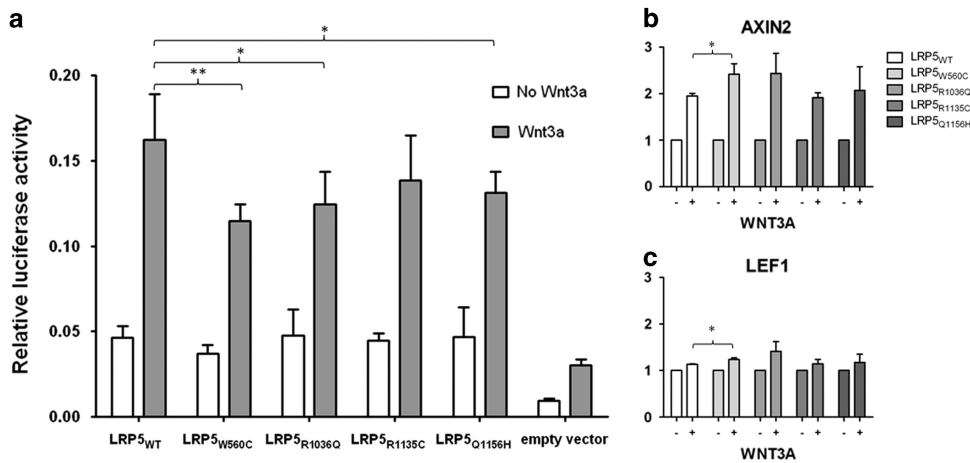 a
Relative luciferase activity
0.20
0.15
0.10
0.05
0.00
*
*
**
No Wnt3a
Wnt3a
LRP5WT LRP5W560C LRP5R1036Q LRP5R1135C LRP5Q1156H empty vector
b
AXIN2
3
2
1
0
*
- + - + - + - + - +
WNT3A
LRP5WT
LRP5W560C
LRP5R1036Q
LRP5R1135C
LRP5Q1156H
c
LEF1
3
2
1
0
*
- + - + - + - + - +
WNT3A